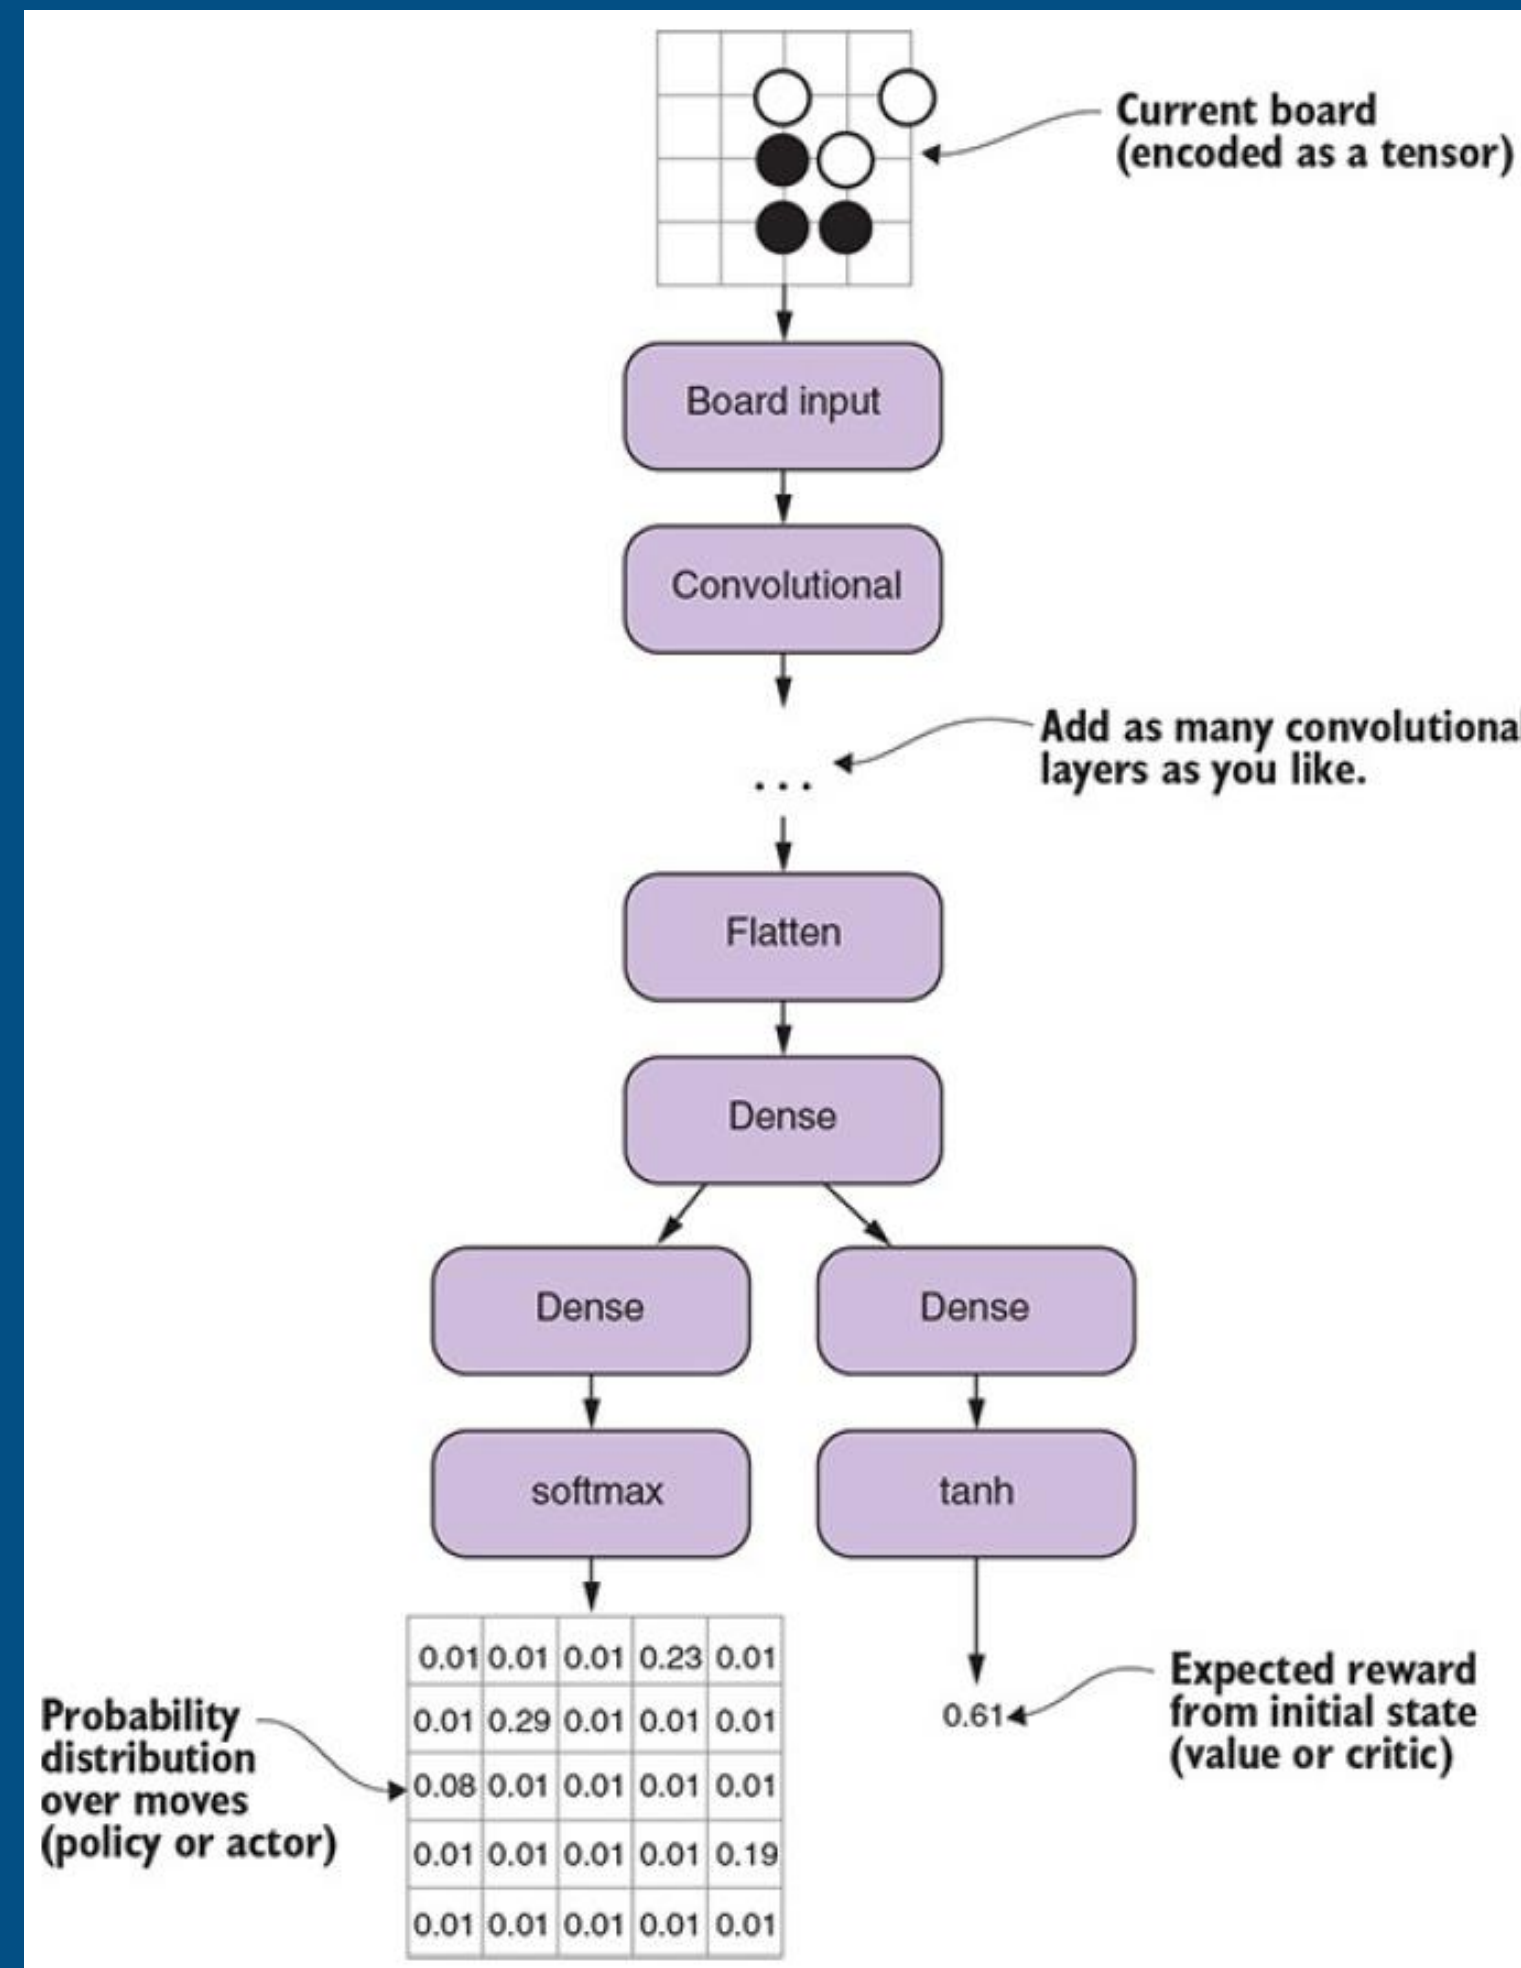 Current board
(encoded as a tensor)
Board input
Convolutional
Add as many convolutional
layers as you like.
...
Flatten
Dense
Dense
Dense
softmax
tanh
0.01 0.01 0.01 0.23 0.01
0.01 0.29 0.01 0.01 0.01
0.08 0.01 0.01 0.01 0.01
0.01 0.01 0.01 0.01 0.19
0.01 0.01 0.01 0.01 0.01
Probability
distribution
over moves
(policy or actor)
0.61
Expected reward
from initial state
(value or critic)